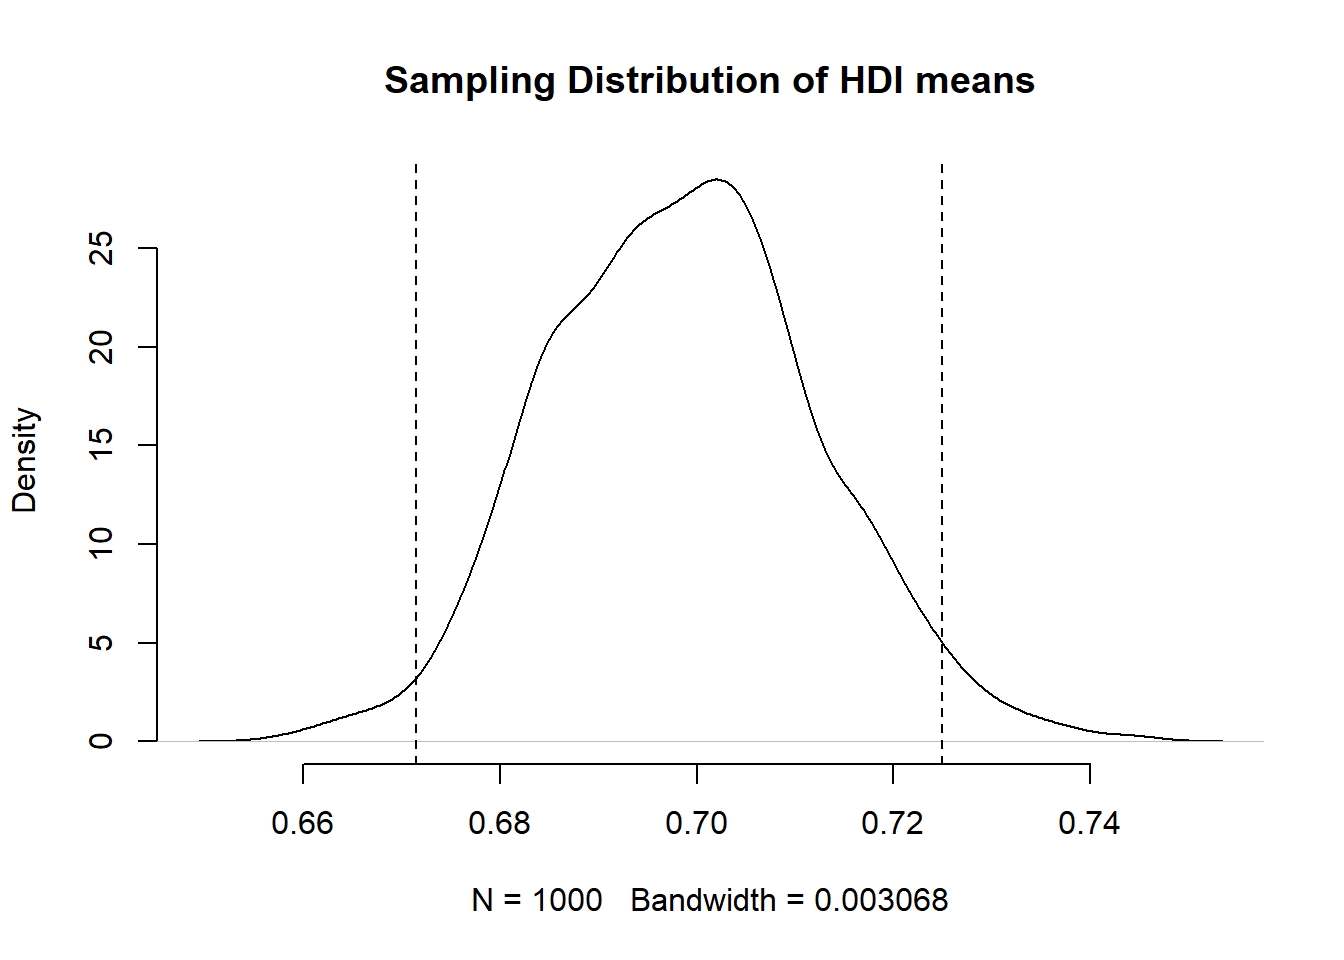 Sampling Distribution of HDI means
Density
25
20
15
10
5
0
0.66 0.68 0.70 0.72 0.74
N = 1000 Bandwidth = 0.003068